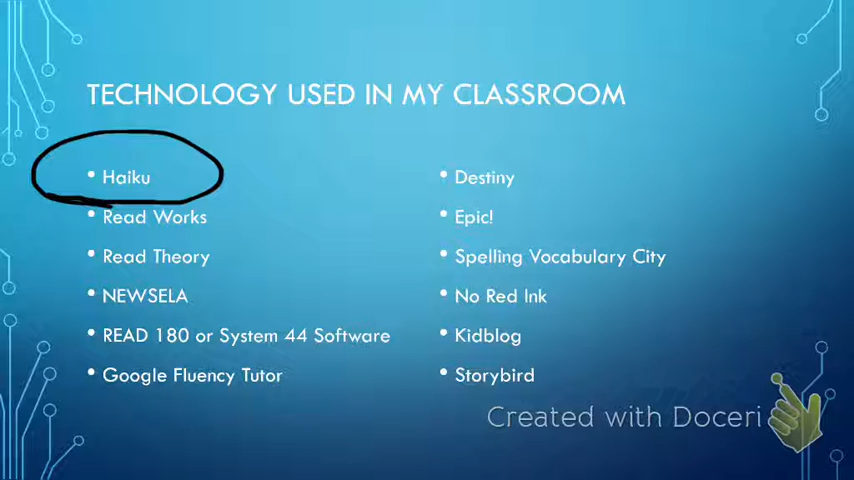 TECHNOLOGY USED IN MY CLASSROOM
• Haiku
• Read Works
• Read Theory
• NEWSELA
• READ 180 or System 44 Software
• Google Fluency Tutor
• Destiny
• Epic!
• Spelling Vocabulary City
• No Red Ink
• Kidblog
• Storybird
Created with Doceri